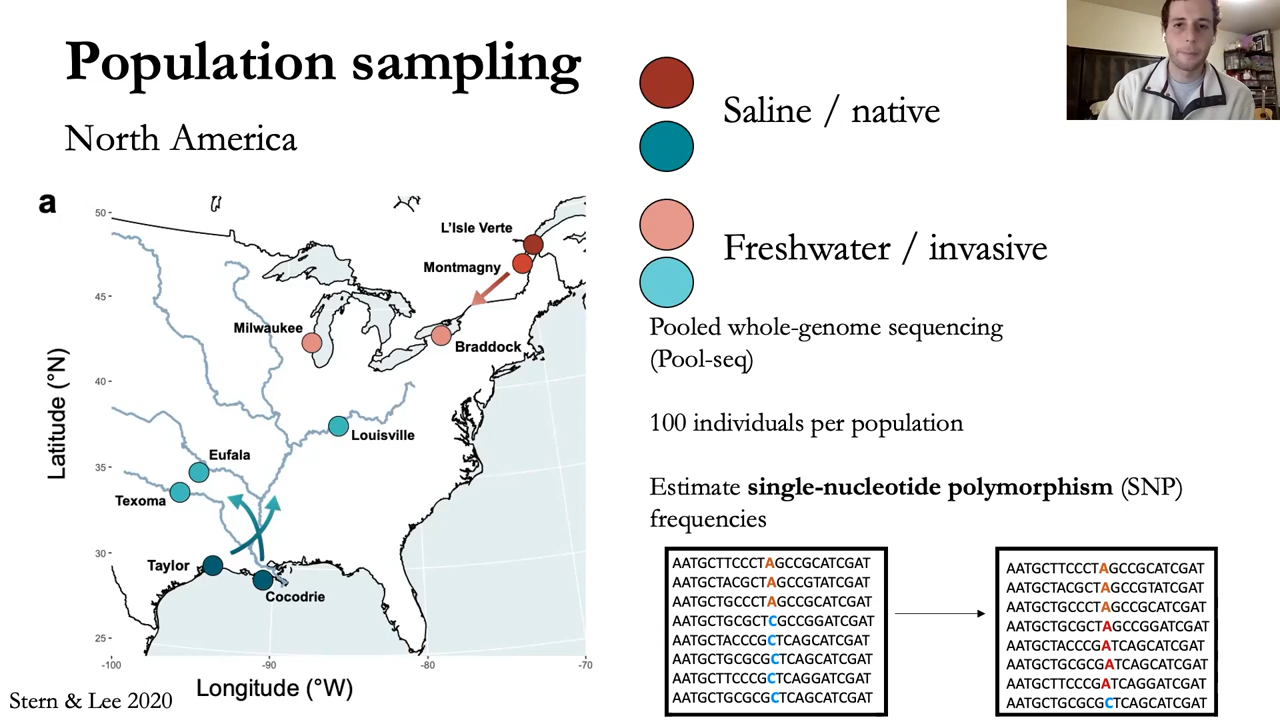 Population sampling
North America
a
Latitude (°N)
50
45
40
35
30
25
-100
-90
-80
-70
Longitude (°W)
L'Isle Verte
Montmagny
Milwaukee
Braddock
Louisville
Eufala
Texoma
Taylor
Cocodrie
Stern & Lee 2020
Saline / native
Freshwater / invasive
Pooled whole-genome sequencing
(Pool-seq)
100 individuals per population
Estimate single-nucleotide polymorphism (SNP)
frequencies
AATGCTTCCCTAGCCGCATCGAT
AATGCTACGCTAGCCGTATCGAT
AATGCTGCCCTAGCCGCATCGAT
AATGCTGCGCTCGCCGGATCGAT
AATGCTACCCGCTCAGCATCGAT
AATGCTGCGCGCTCAGCATCGAT
AATGCTTCCCGCTCAGGATCGAT
AATGCTGCGCGCTCAGCATCGAT
AATGCTTCCCTAGCCGCATCGAT
AATGCTACGCTAGCCGTATCGAT
AATGCTGCCCTAGCCGCATCGAT
AATGCTGCGCTAGCCGGATCGAT
AATGCTACCCGATCAGCATCGAT
AATGCTGCGCGATCAGCATCGAT
AATGCTTCCCGATCAGGATCGAT
AATGCTGCGCGCTCAGCATCGAT